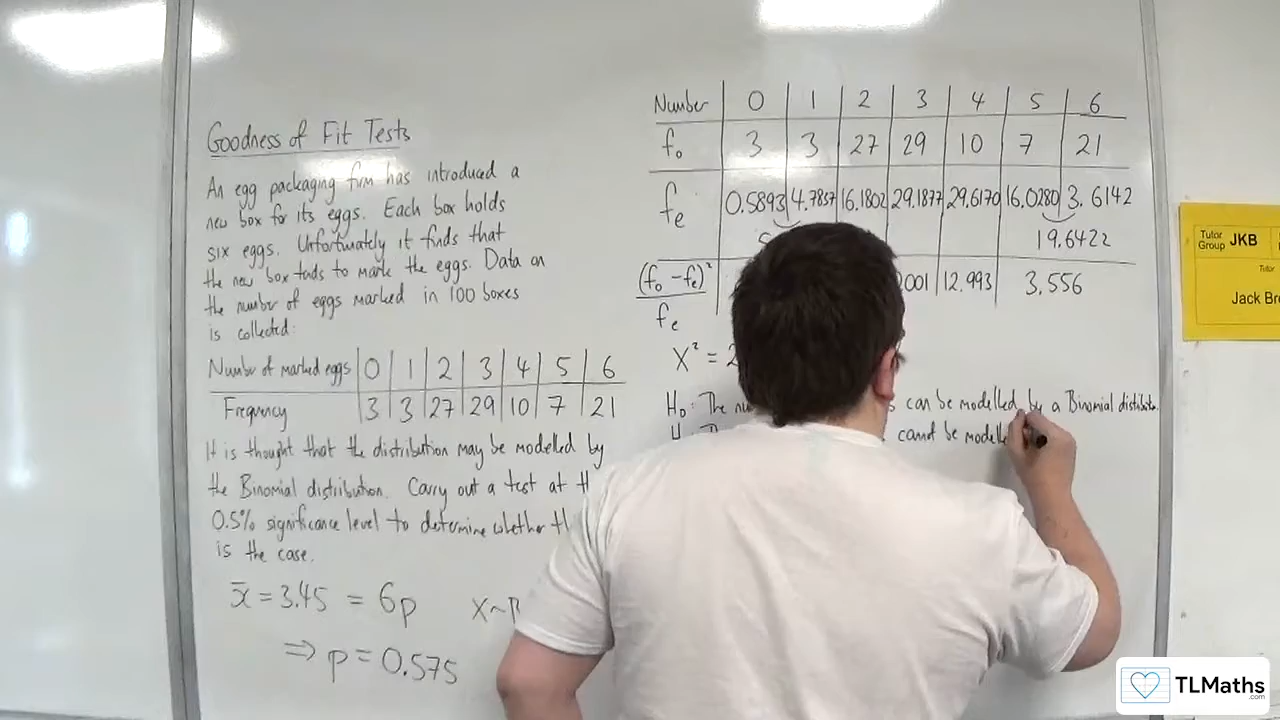 Goodness of Fit Tests
An egg packaging firm has introduced a
new box for its eggs. Each box holds
six eggs. Unfortunately it finds that
the new box tends to mark the eggs. Data on
the number of eggs marked in 100 boxes
is collected:
Number of marked eggs 0 1 2 3 4 5 6
Frequency 3 3 27 29 10 7 21
It is thought that the distribution may be modelled by
the Binomial distribution. Carry out a test at
0.5% significance level to determine whether
is the case.
x̄ = 3.45 = 6p X~
⇒ p = 0.575
Number 0 1 2 3 4 5 6
fo 3 3 27 29 10 7 21
fe 0.5893 4.7857 16.1802 29.1877 29.6170 16.0280 3.6142
19.6422
(fo - fe)² / fe 001 12.993 3.556
X² = 2
H₀: The can be modelled by a Binomial
cannot be
Tutor Group JKB
Tutor
Jack
TLMaths
.com